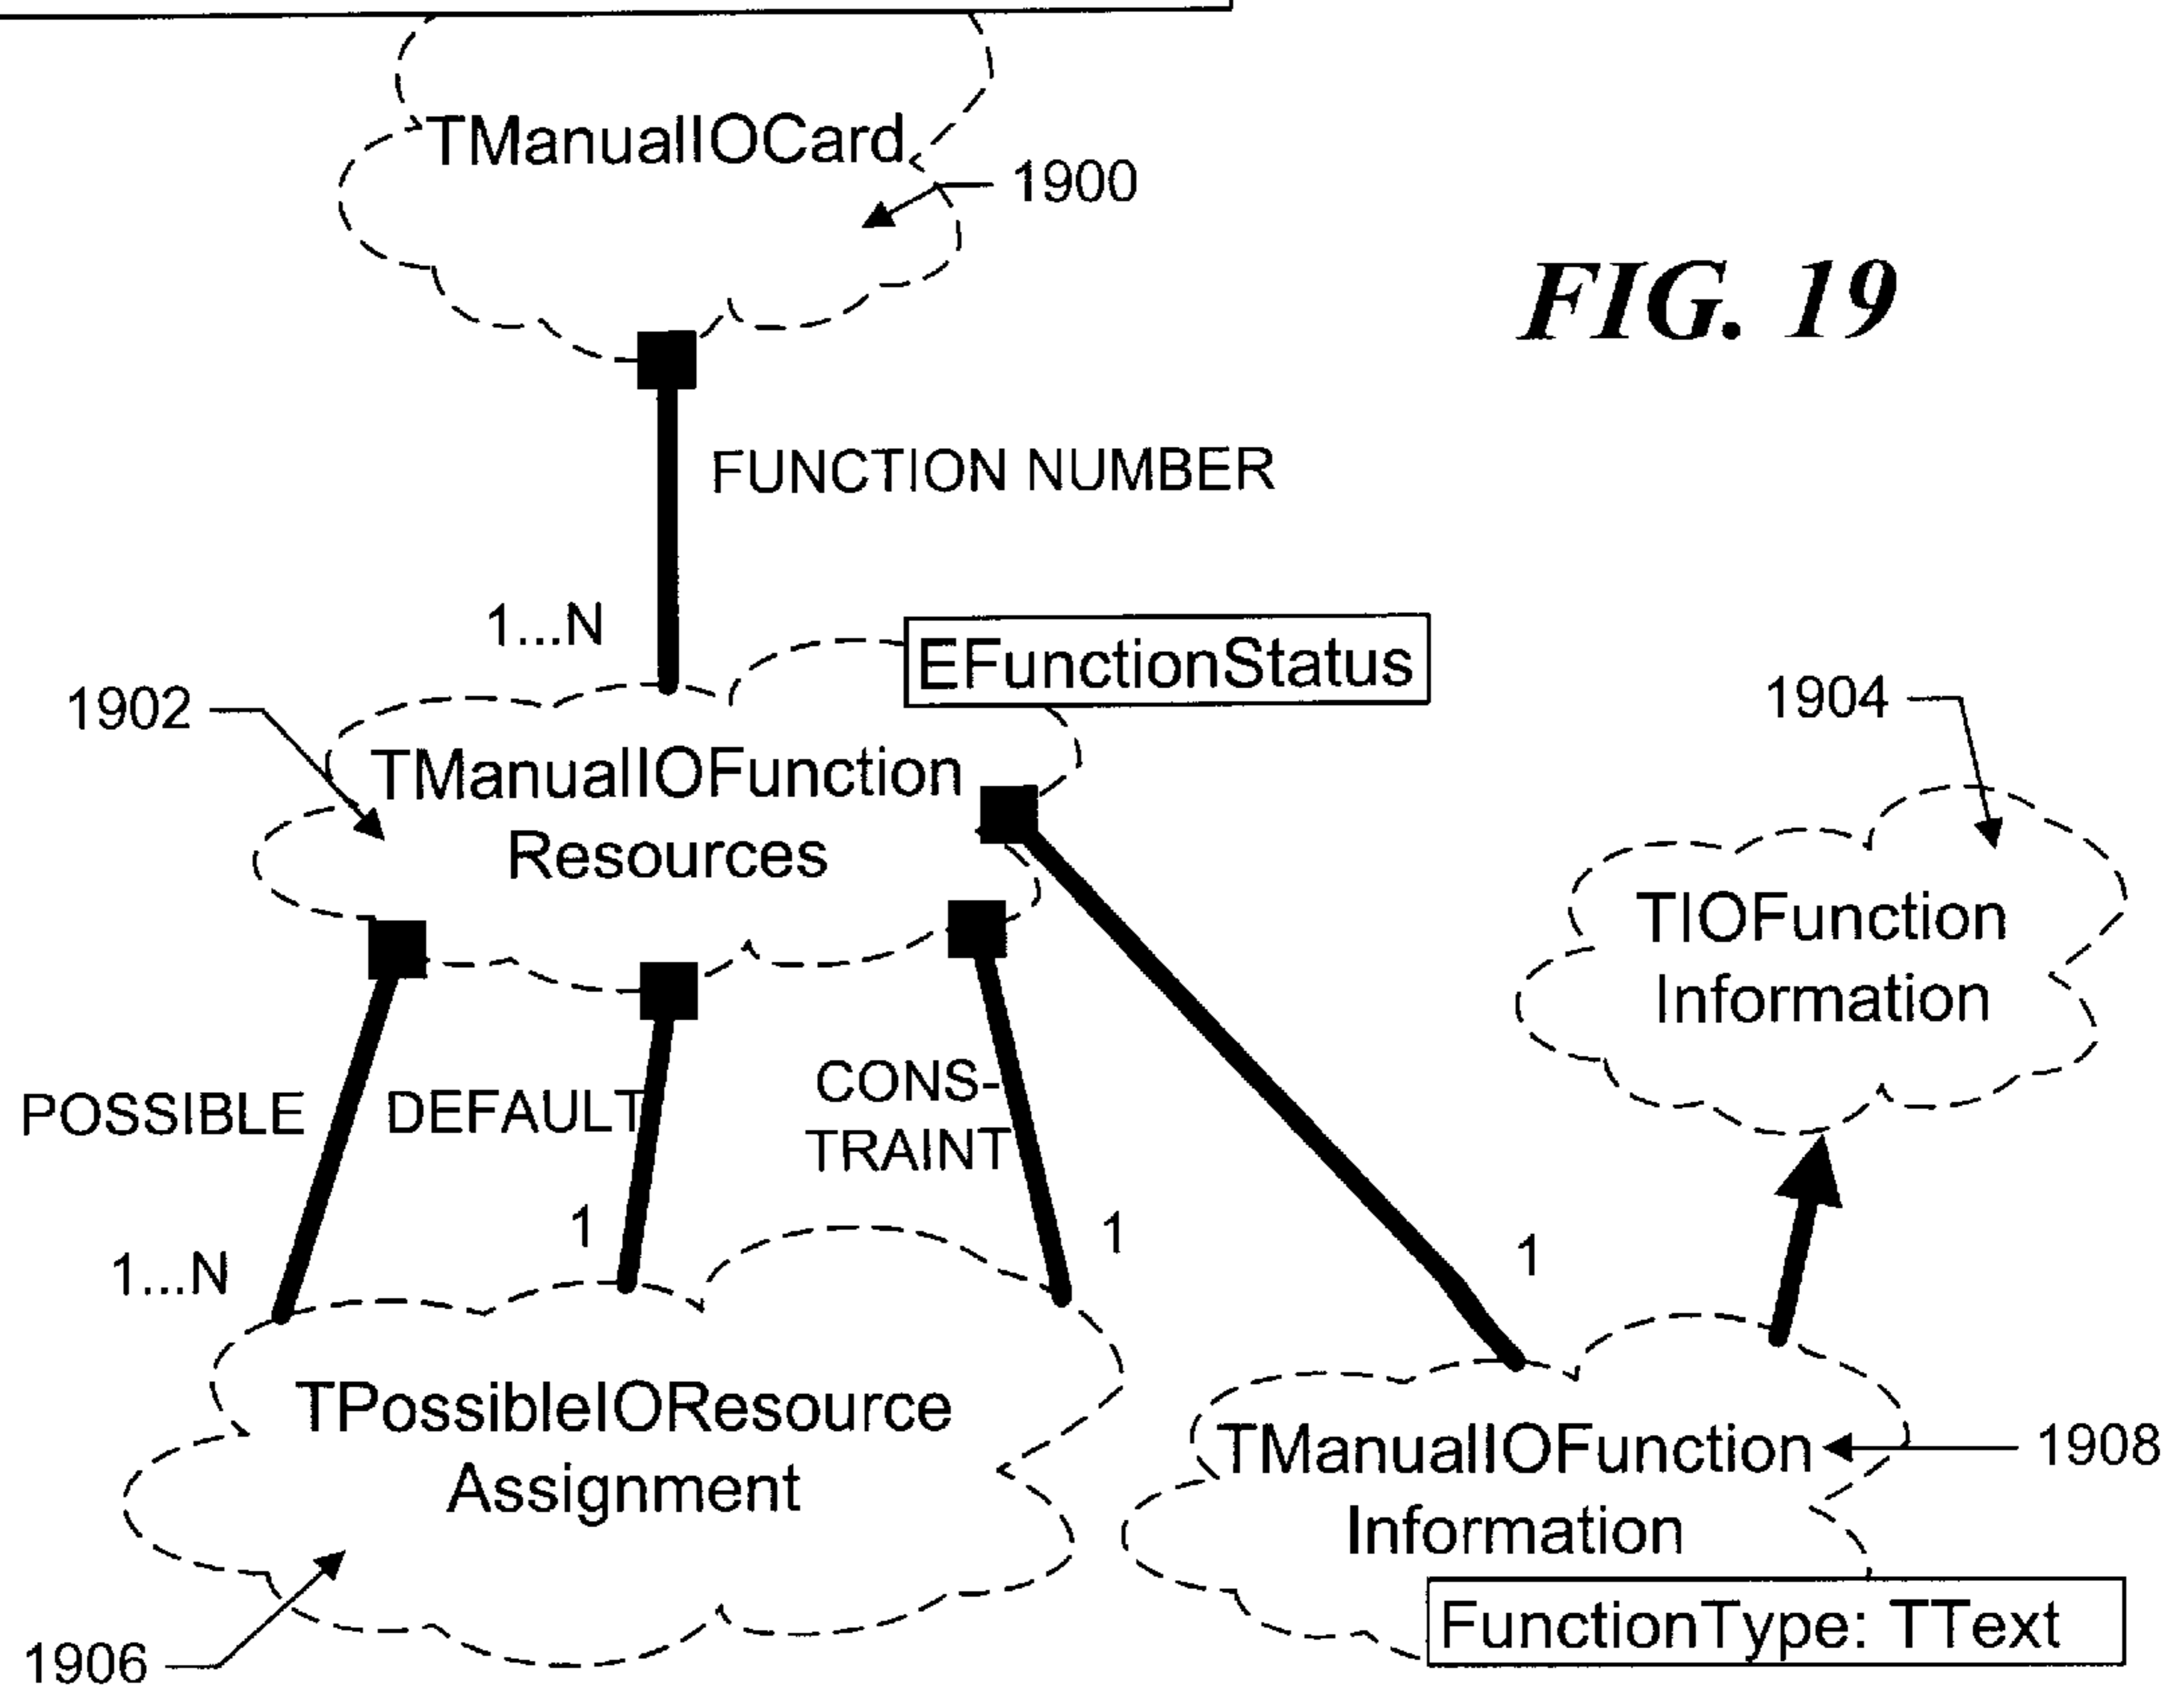 TManualIOCard
1900
FIG. 19
FUNCTION NUMBER
1...N
EFunctionStatus
1902
1904
TManualIOFunction
Resources
TIOFunction
Information
POSSIBLE
DEFAULT
CONS-
TRAINT
1...N
1
1
1
TPossibleIOResource
Assignment
TManualIOFunction
Information
1908
FunctionType: TText
1906